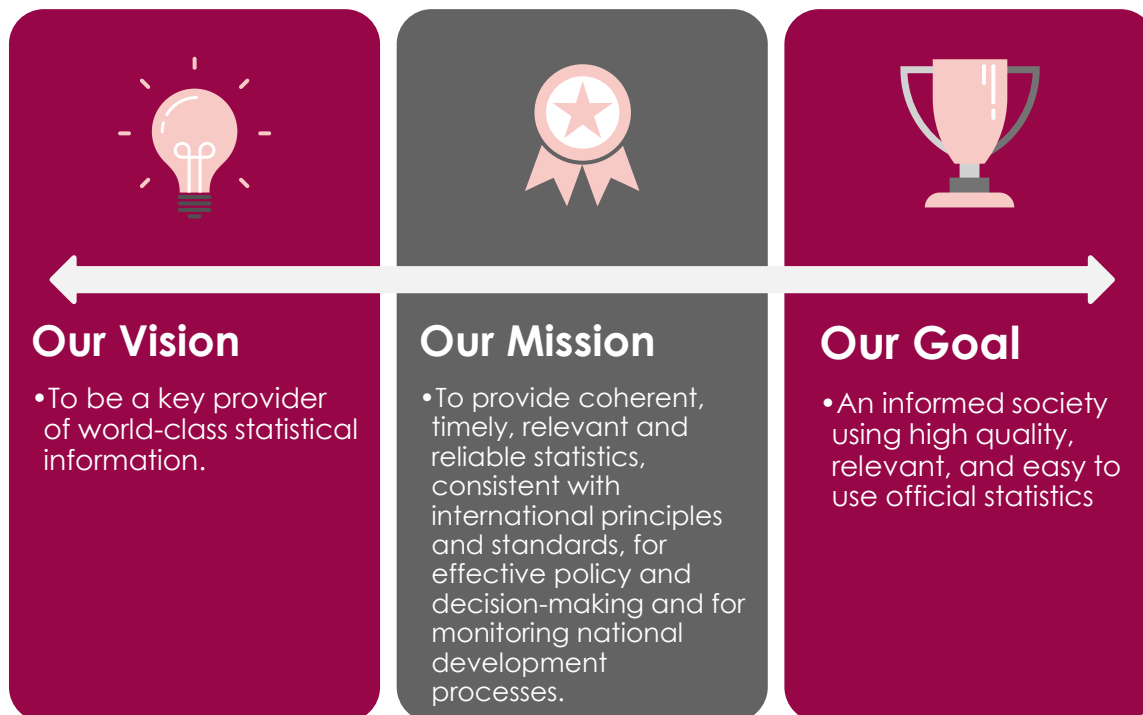 Our Vision
•To be a key provider
of world-class statistical
information.
Our Mission
•To provide coherent,
timely, relevant and
reliable statistics,
consistent with
international principles
and standards, for
effective policy and
decision-making and for
monitoring national
development
processes.
Our Goal
•An informed society
using high quality,
relevant, and easy to
use official statistics